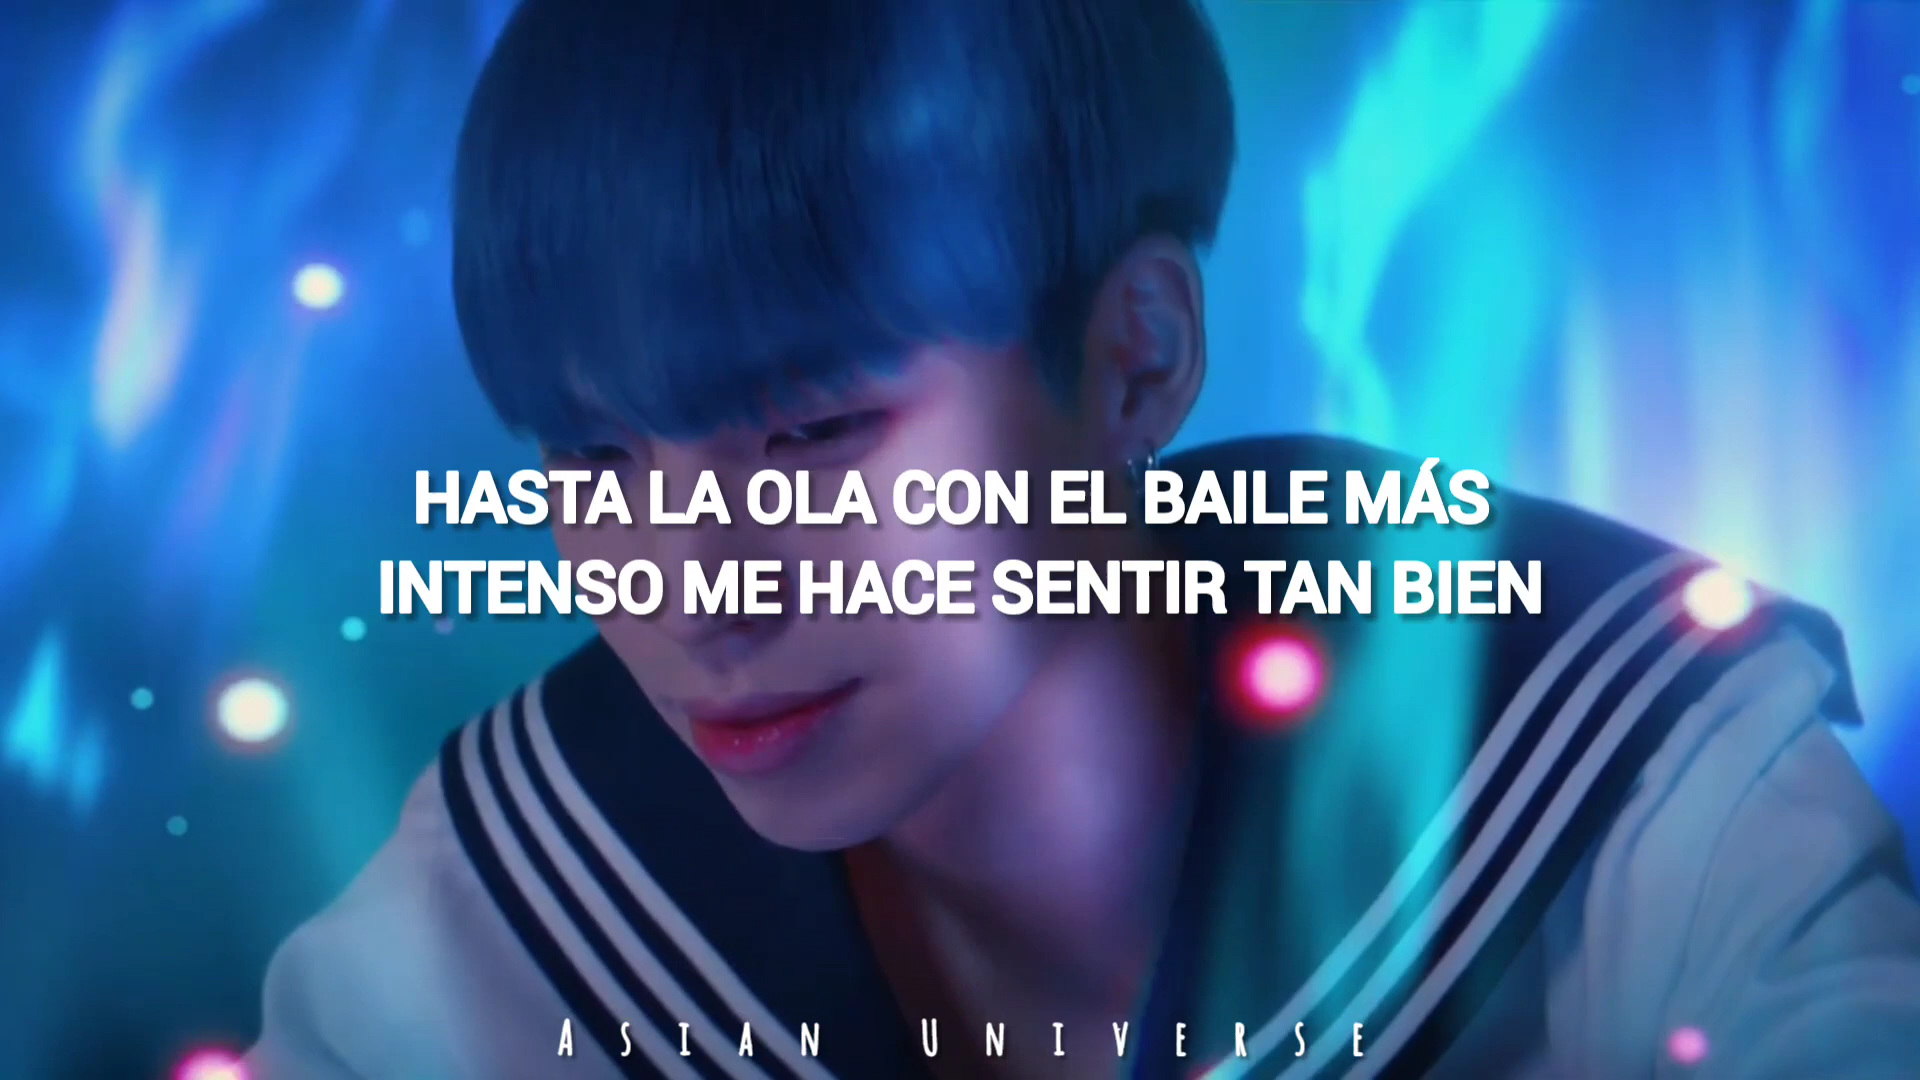 HASTA LA OLA CON EL BAILE MÁS
INTENSO ME HACE SENTIR TAN BIEN
ASIAN UNIVERSE